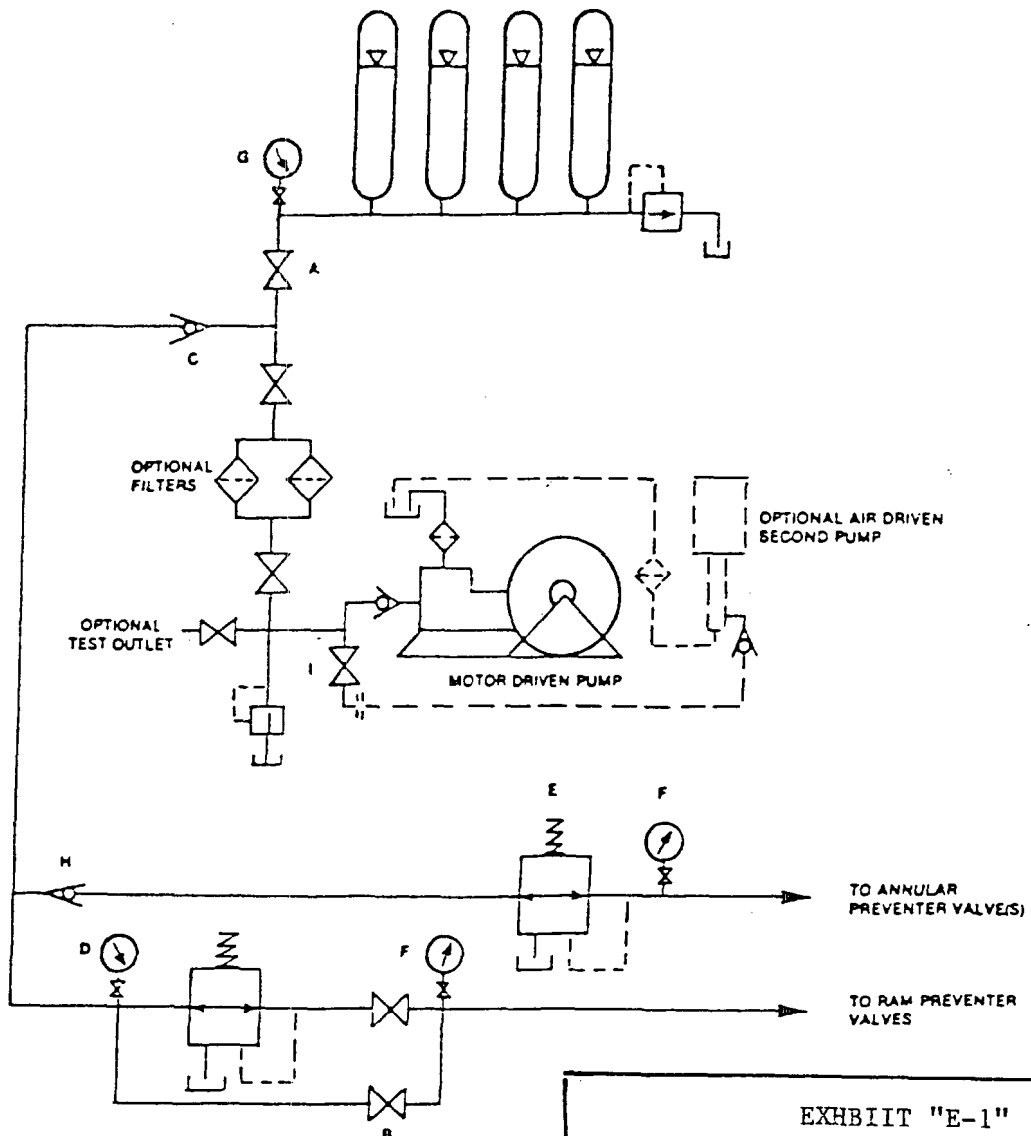 G
A
C
OPTIONAL
FILTERS
OPTIONAL AIR DRIVEN
SECOND PUMP
OPTIONAL
TEST OUTLET
I
MOTOR DRIVEN PUMP
E
F
H
TO ANNULAR
PREVENTER VALVE(S)
D
F
TO RAM PREVENTER
VALVES
B
EXHBIIT "E-1"